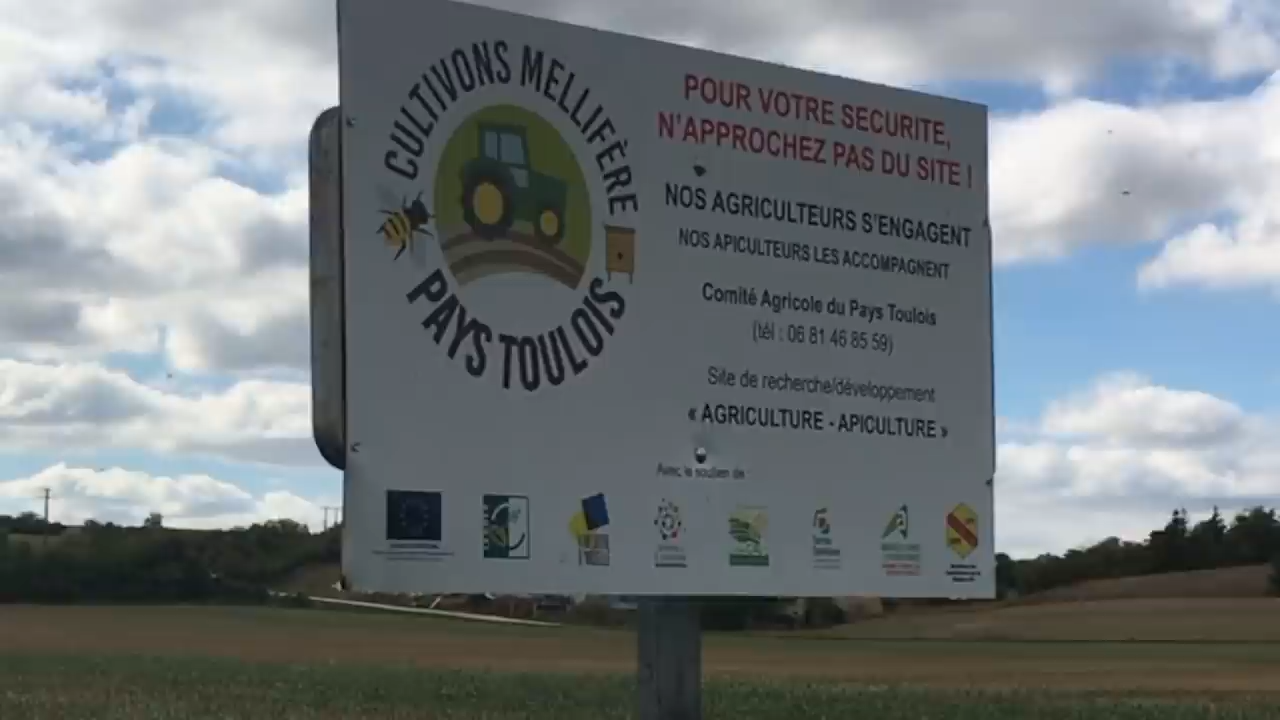 CULTIVONS MELLIFÈRE
PAYS TOULOIS
POUR VOTRE SECURITE,
N'APPROCHEZ PAS DU SITE !
NOS AGRICULTEURS S'ENGAGENT
NOS APICULTEURS LES ACCOMPAGNENT
Comité Agricole du Pays Toulois
(tél : 06 81 46 85 59)
Site de recherche/développement
« AGRICULTURE - APICULTURE »
Avec le soutien de